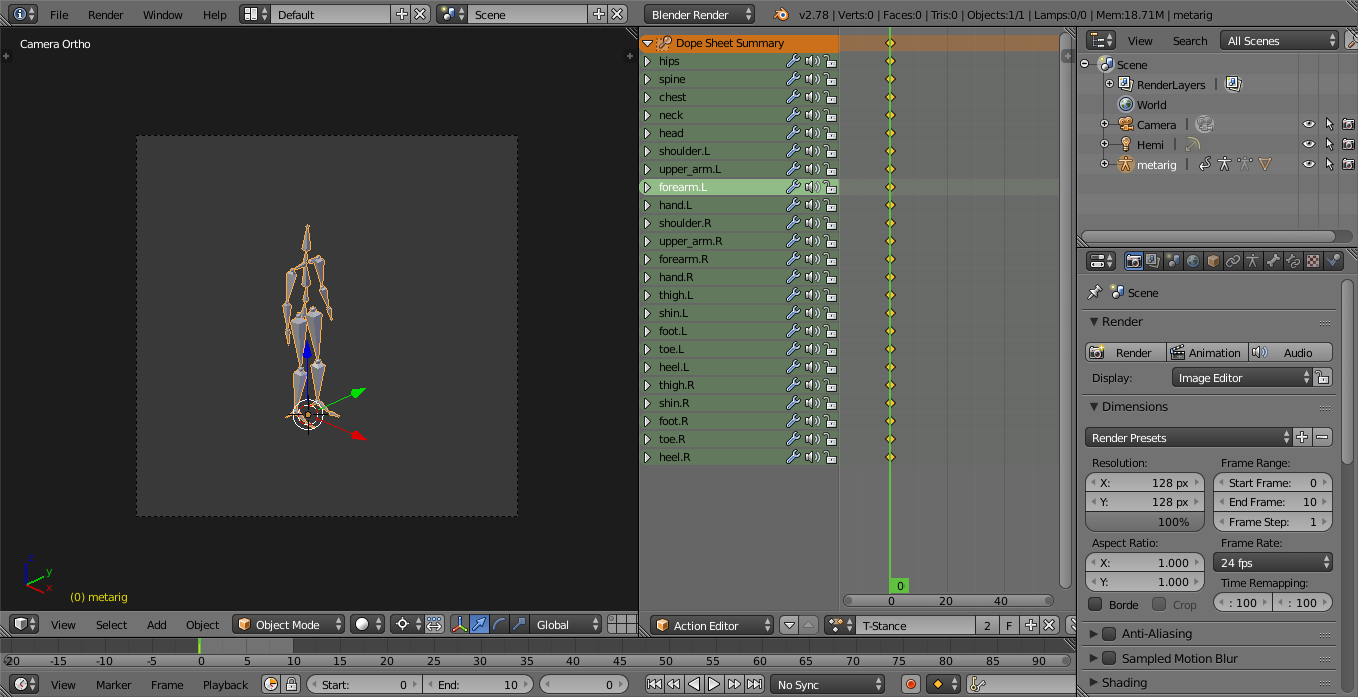 File Render Window Help Default Scene Blender Render v2.78 | Verts:0 | Faces:0 | Tris:0 | Objects:1/1 | Lamps:0/0 | Mem:18.71M | metarig
Camera Ortho
(0) metarig
z
y
x
View Select Add Object Object Mode Global
Dope Sheet Summary
hips
spine
chest
neck
head
shoulder.L
upper_arm.L
forearm.L
hand.L
shoulder.R
upper_arm.R
forearm.R
hand.R
thigh.L
shin.L
foot.L
toe.L
heel.L
thigh.R
shin.R
foot.R
toe.R
heel.R
0
0 20 40
Action Editor T-Stance 2 F
View Search All Scenes
Scene
RenderLayers |
World
Camera |
Hemi |
metarig |
Scene
Render
Render Animation Audio
Display: Image Editor
Dimensions
Render Presets
Resolution: Frame Range:
X: 128 px Start Frame: 0
Y: 128 px End Frame: 10
100% Frame Step: 1
Aspect Ratio: Frame Rate:
X: 1.000 24 fps
Y: 1.000 Time Remapping:
Borde Crop : 100 : 100
Anti-Aliasing
Sampled Motion Blur
Shading
-20 -15 -10 -5 0 5 10 15 20 25 30 35 40 45 50 55 60 65 70 75 80 85 90
View Marker Frame Playback Start: 0 End: 10 0 No Sync